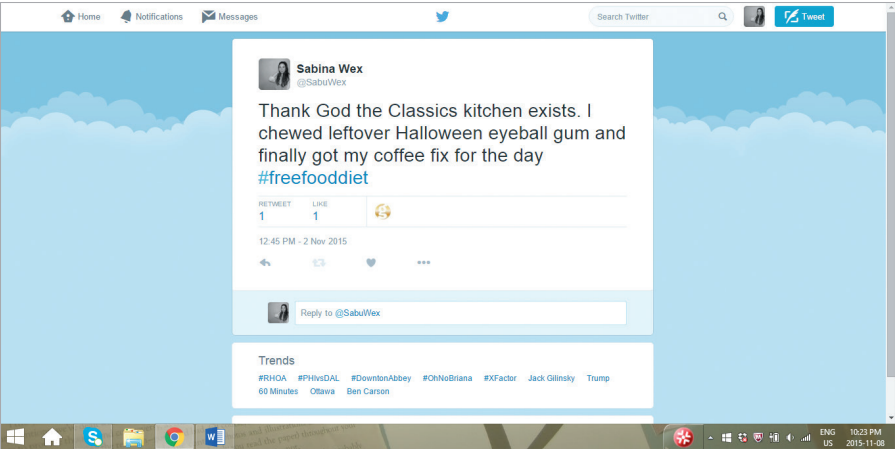 Home Notifications Messages Search Twitter Tweet
Sabina Wex
@SabuWex
Thank God the Classics kitchen exists. I
chewed leftover Halloween eyeball gum and
finally got my coffee fix for the day
#freefooddiet
RETWEET LIKE
1 1
12:45 PM - 2 Nov 2015
Reply to @SabuWex
Trends
#RHOA #PHIvsDAL #DowntonAbbey #OhNoBriana #XFactor Jack Gilinsky Trump
60 Minutes Ottawa Ben Carson
ENG 10:23 PM
US 2015-11-08